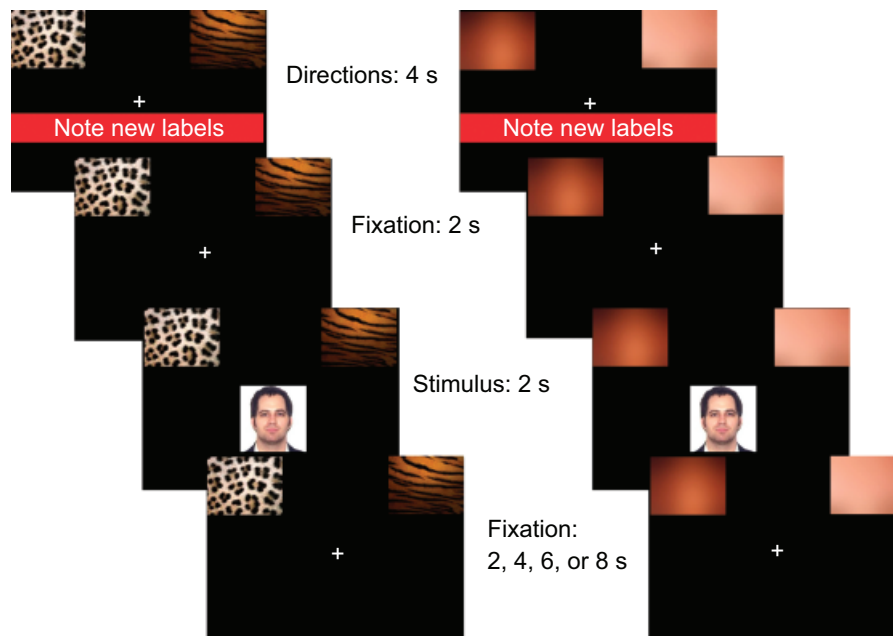 Directions: 4 s
Note new labels
Note new labels
Fixation: 2 s
Stimulus: 2 s
Fixation:
2, 4, 6, or 8 s